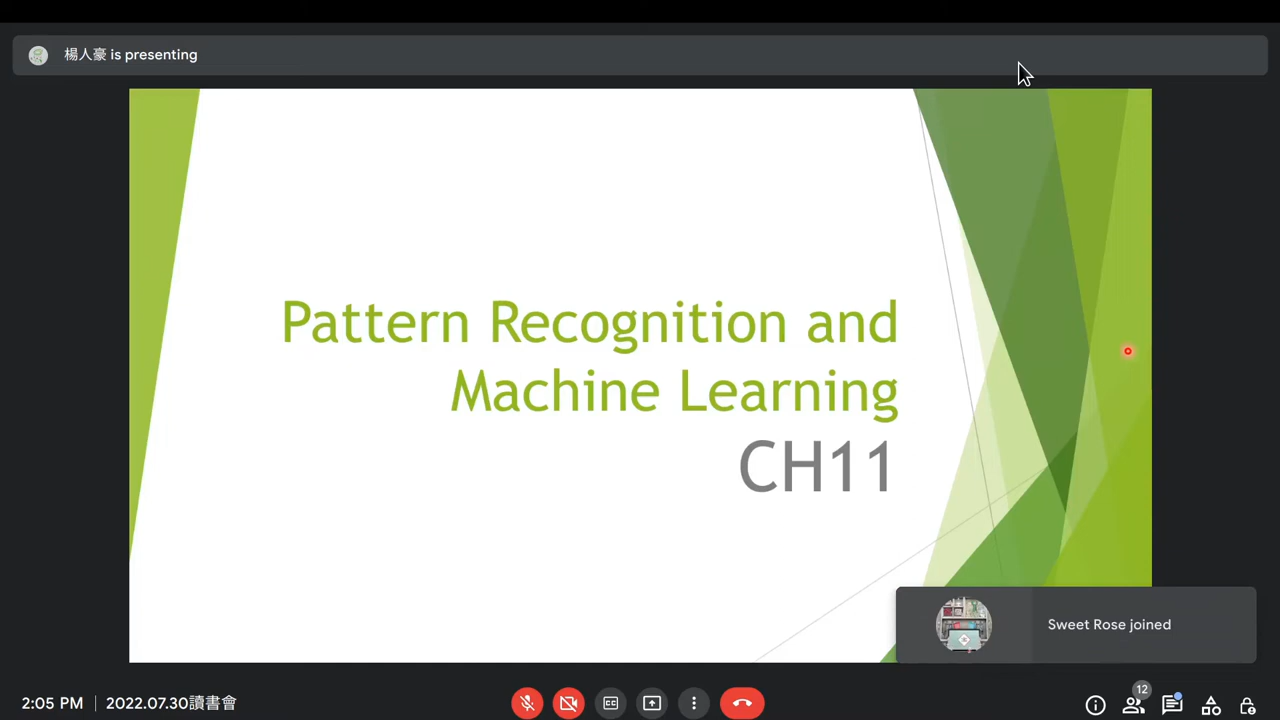 楊人豪 is presenting
Pattern Recognition and
Machine Learning
CH11
Sweet Rose joined
2:05 PM | 2022.07.30讀書會
CC
12